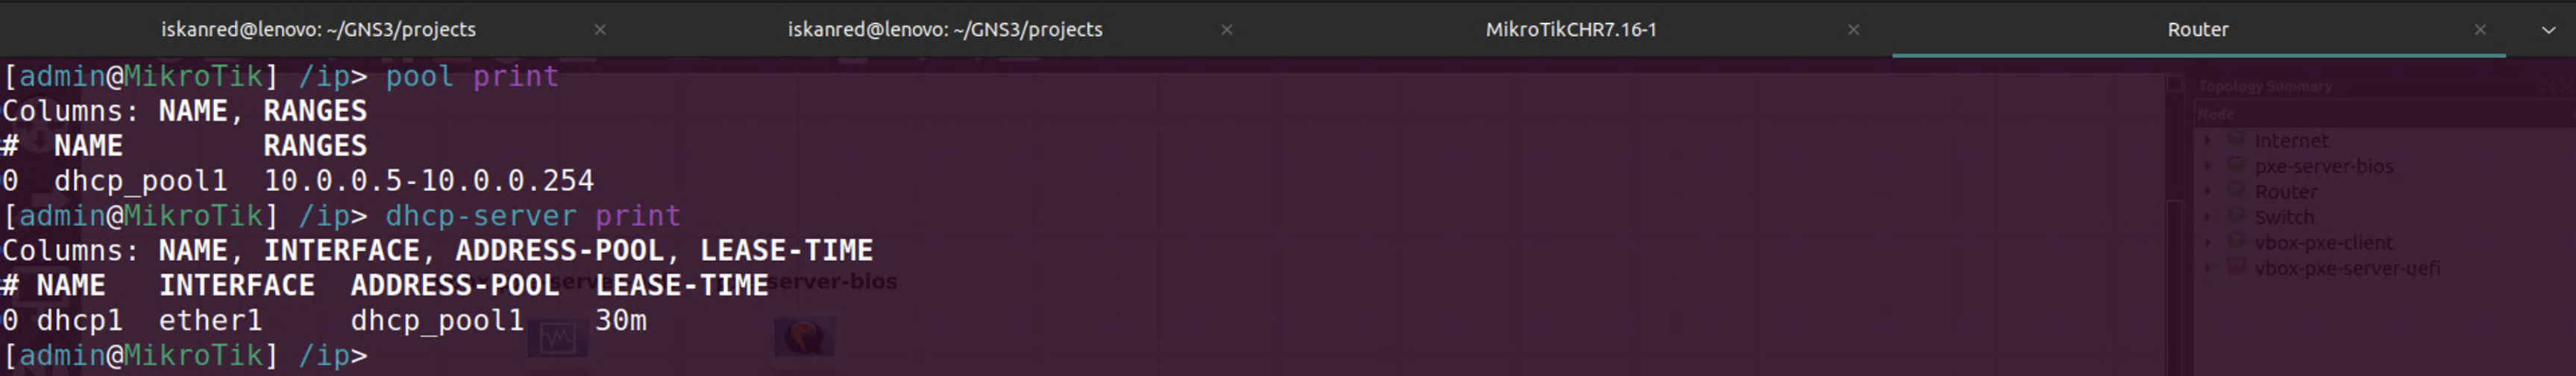 iskanred@lenovo: ~/GNS3/projects × iskanred@lenovo: ~/GNS3/projects × MikroTikCHR7.16-1 × Router ×
[admin@MikroTik] /ip> pool print
Columns: NAME, RANGES
# NAME RANGES
0 dhcp_pool1 10.0.0.5-10.0.0.254
[admin@MikroTik] /ip> dhcp-server print
Columns: NAME, INTERFACE, ADDRESS-POOL, LEASE-TIME
# NAME INTERFACE ADDRESS-POOL LEASE-TIME
0 dhcp1 ether1 dhcp_pool1 30m
[admin@MikroTik] /ip>
server-bios
Topology Summary
Node
Internet
pxe-server-bios
Router
Switch
vbox-pxe-client
vbox-pxe-server-uefi